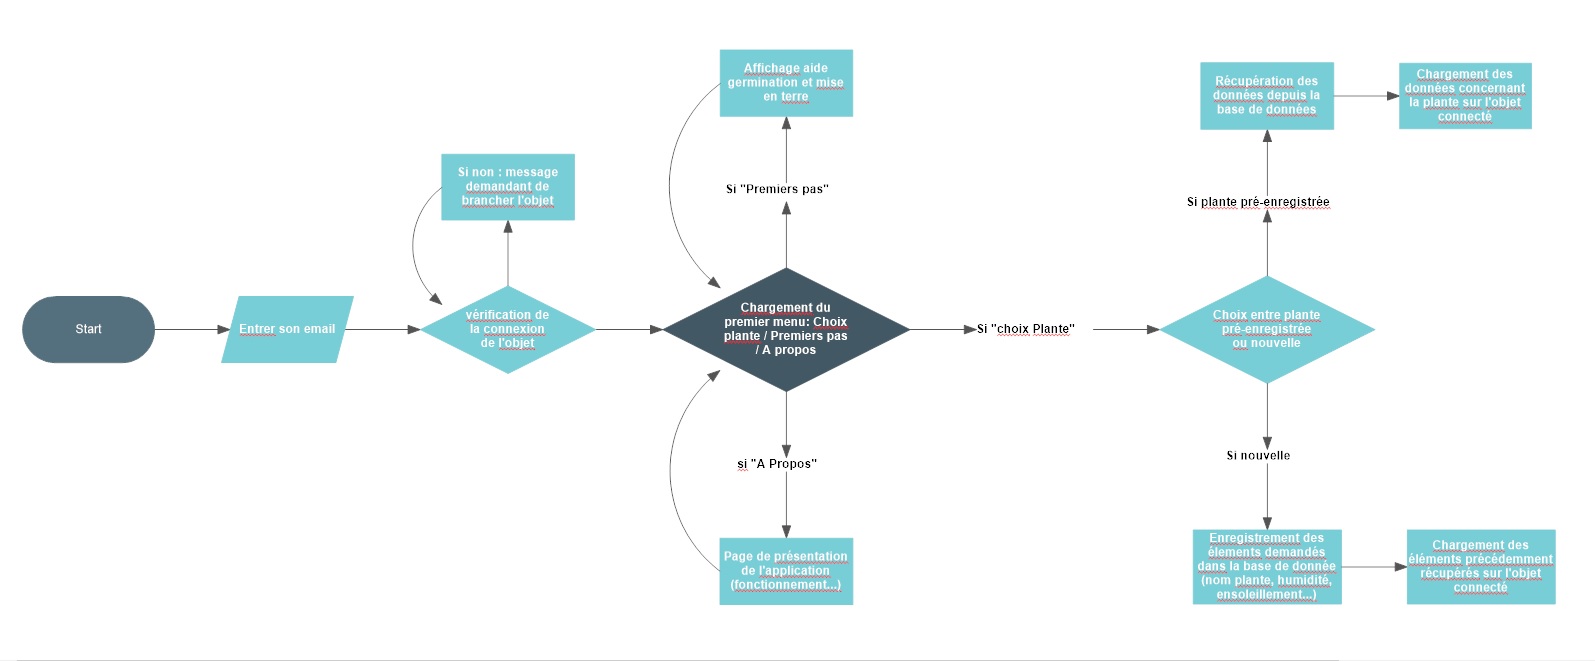 Start
Entrer son email
Si non : message
demandant de
brancher l'objet
vérification de
la connexion
de l'objet
Affichage aide
germination et mise
en terre
Si "Premiers pas"
Chargement du
premier menu: Choix
plante / Premiers pas
/ A propos
si "A Propos"
Page de présentation
de l'application
(fonctionnement...)
Si "choix Plante"
Choix entre plante
pré-enregistrée
ou nouvelle
Si plante pré-enregistrée
Récupération des
données depuis la
base de données
Chargement des
données concernant
la plante sur l'objet
connecté
Si nouvelle
Enregistrement des
élements demandés
dans la base de donnée
(nom plante, humidité,
ensoleillement...)
Chargement des
éléments précédemment
récupérés sur l'objet
connecté